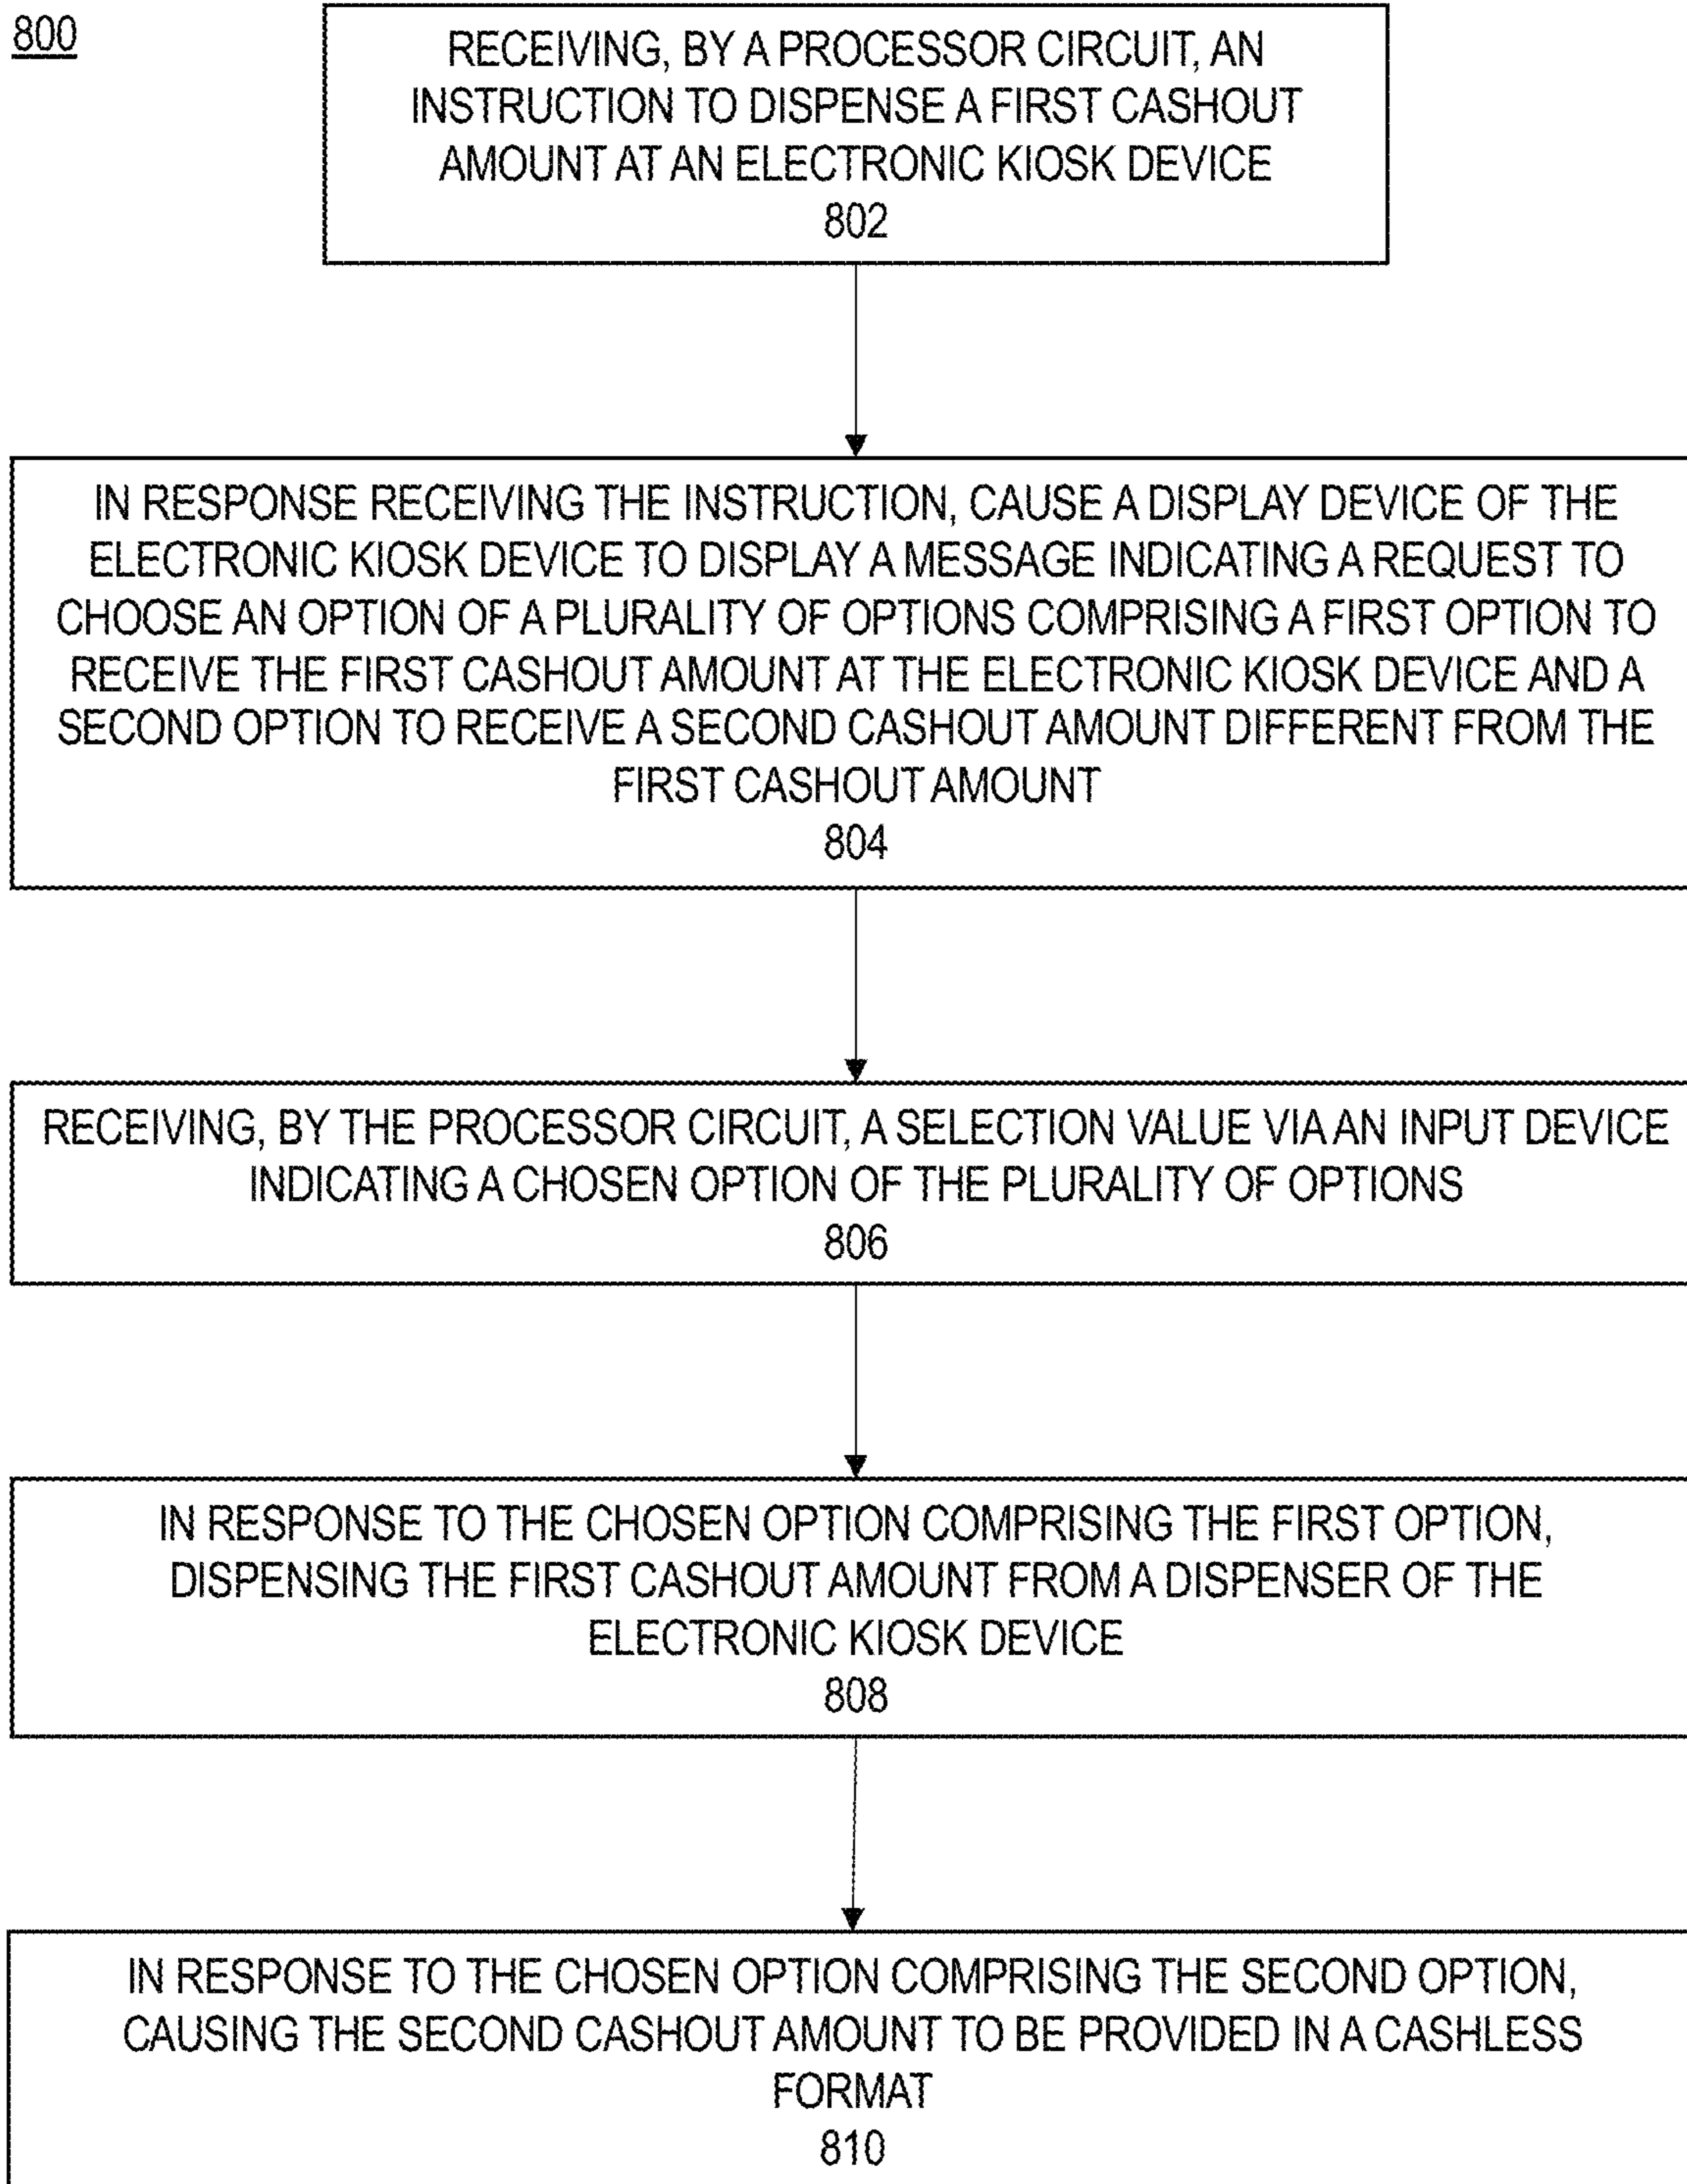 800
RECEIVING, BY A PROCESSOR CIRCUIT, AN
INSTRUCTION TO DISPENSE A FIRST CASHOUT
AMOUNT AT AN ELECTRONIC KIOSK DEVICE
802
IN RESPONSE RECEIVING THE INSTRUCTION, CAUSE A DISPLAY DEVICE OF THE
ELECTRONIC KIOSK DEVICE TO DISPLAY A MESSAGE INDICATING A REQUEST TO
CHOOSE AN OPTION OF A PLURALITY OF OPTIONS COMPRISING A FIRST OPTION TO
RECEIVE THE FIRST CASHOUT AMOUNT AT THE ELECTRONIC KIOSK DEVICE AND A
SECOND OPTION TO RECEIVE A SECOND CASHOUT AMOUNT DIFFERENT FROM THE
FIRST CASHOUT AMOUNT
804
RECEIVING, BY THE PROCESSOR CIRCUIT, A SELECTION VALUE VIA AN INPUT DEVICE
INDICATING A CHOSEN OPTION OF THE PLURALITY OF OPTIONS
806
IN RESPONSE TO THE CHOSEN OPTION COMPRISING THE FIRST OPTION,
DISPENSING THE FIRST CASHOUT AMOUNT FROM A DISPENSER OF THE
ELECTRONIC KIOSK DEVICE
808
IN RESPONSE TO THE CHOSEN OPTION COMPRISING THE SECOND OPTION,
CAUSING THE SECOND CASHOUT AMOUNT TO BE PROVIDED IN A CASHLESS
FORMAT
810